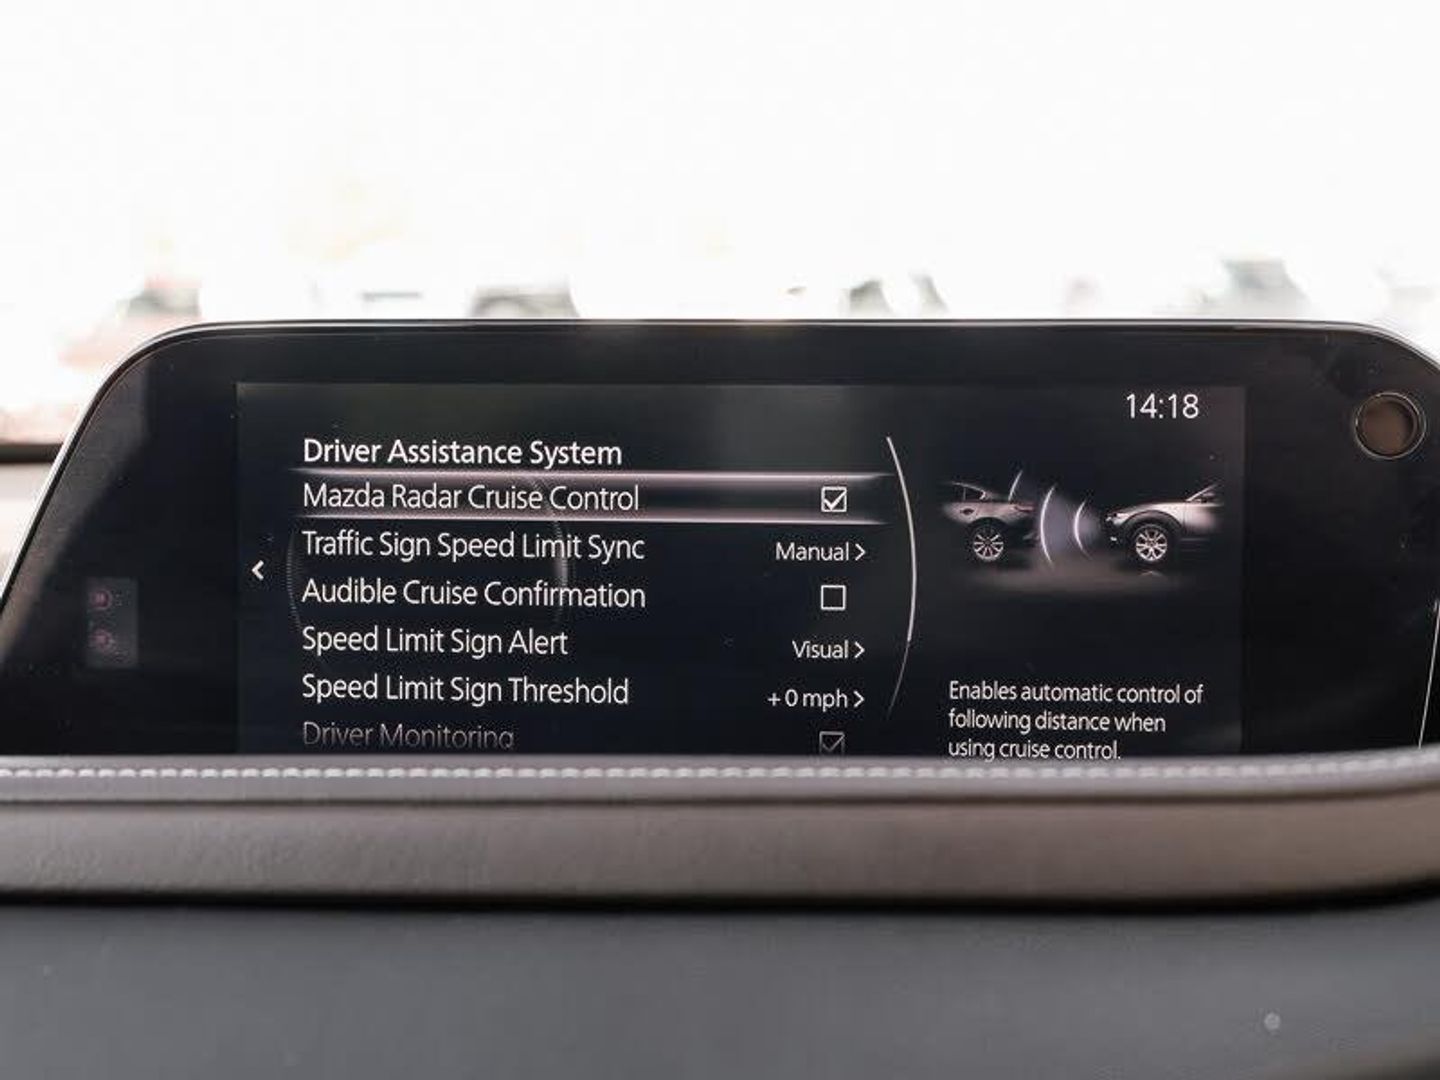 14:18
Driver Assistance System
Mazda Radar Cruise Control
Traffic Sign Speed Limit Sync Manual >
Audible Cruise Confirmation
Speed Limit Sign Alert Visual >
Speed Limit Sign Threshold + 0 mph >
Driver Monitoring
Enables automatic control of
following distance when
using cruise control.